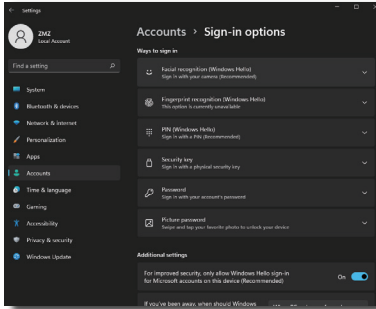 Settings
ZMZ
Local Account
Find a setting
System
Bluetooth & devices
Network & internet
Personalization
Apps
Accounts
Time & language
Gaming
Accessibility
Privacy & security
Windows Update
Accounts > Sign-in options
Ways to sign in
Facial recognition (Windows Hello)
Sign in with your camera (Recommended)
Fingerprint recognition (Windows Hello)
This option is currently unavailable
PIN (Windows Hello)
Sign in with a PIN (Recommended)
Security key
Sign in with a physical security key
Password
Sign in with your account's password
Picture password
Swipe and tap your favorite photo to unlock your device
Additional settings
For improved security, only allow Windows Hello sign-in
for Microsoft accounts on this device (Recommended)
On
If you've been away, when should Windows